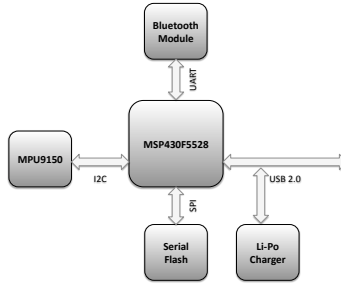 Bluetooth
Module
UART
MSP430F5528
MPU9150
I2C
USB 2.0
SPI
Serial
Flash
Li-Po
Charger